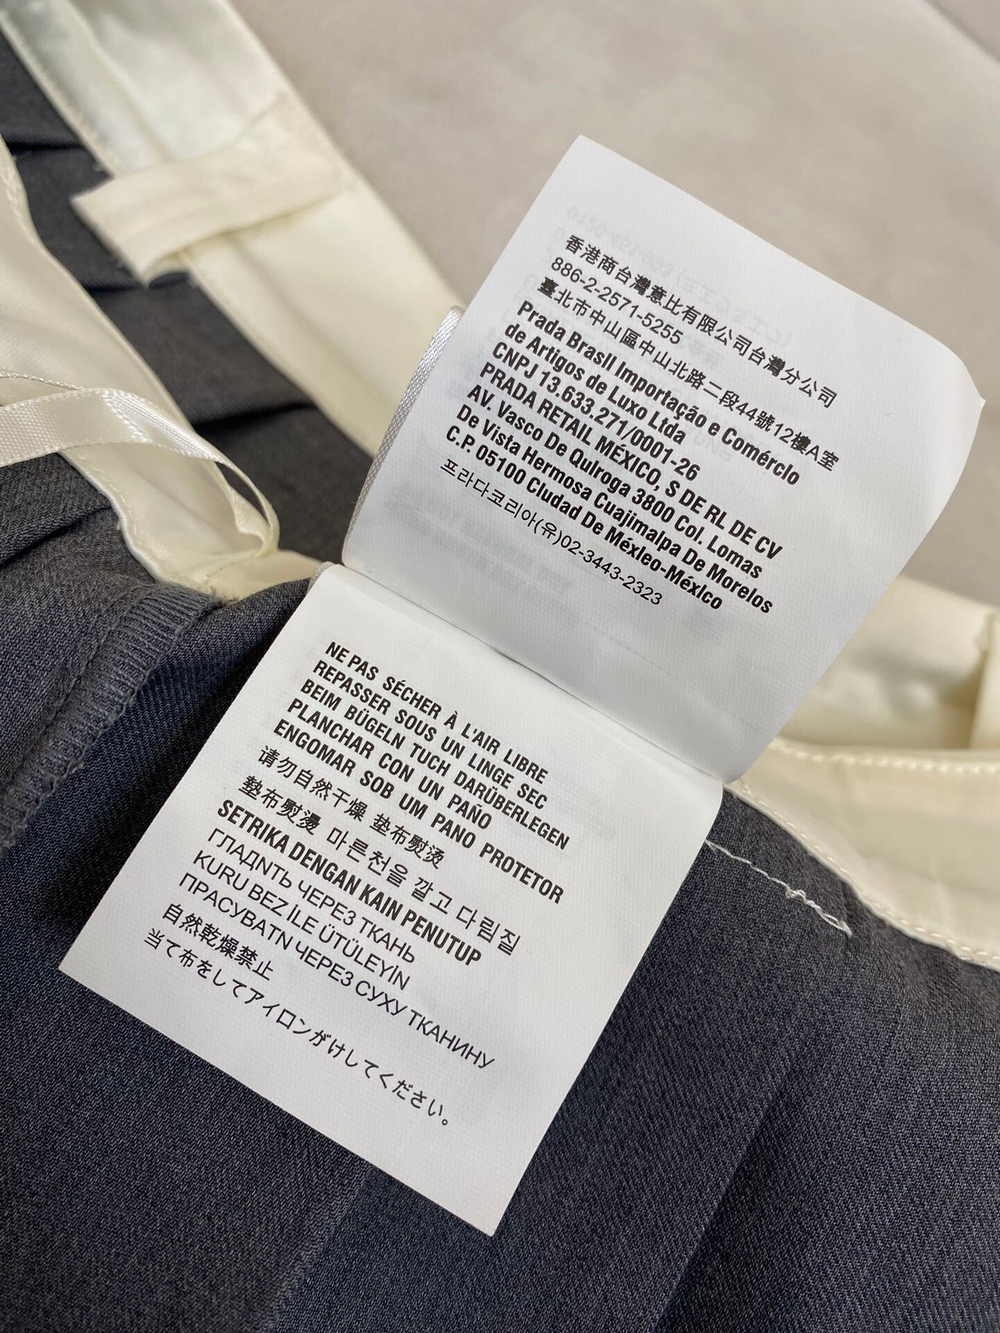 香港商台灣意比有限公司台灣分公司
886-2-2571-5255
臺北市中山區中山北路二段44號12樓A室
Prada BrasIl Importação e Comérclo
de Artigos de Luxo Ltda
CNPJ 13.633.271/0001-26
PRADA RETAIL MEXICO, S DE RL DE CV
AV. Vasco De QuIroga 3800 Col. Lomas
De Vista Hermosa Cuajimalpa De Morelos
C.P. 05100 Cludad De Méxleo-Méxlco
프라다코리아(유)02-3443-2323
NE PAS SÉCHER À L'AIR LIBRE
REPASSER SOUS UN LINGE SEC
BEIM BÜGELN TUCH DARÜBERLEGEN
PLANCHAR CON UN PAÑO
ENGOMAR SOB UM PANO PROTETOR
请勿自然干燥 垫布熨烫
墊布熨燙 마른천을 깔고 다림질
SETRIKA DENGAN KAIN PENUTUP
ГЛАДNТЬ ЧЕРЕЗ ТКАНЬ
KURU BEZ İLE ÜTÜLEYİN
ПРАСУВАТN ЧЕРЕЗ СУХУ ТКАНИНУ
自然乾燥禁止
当て布をしてアイロンがけしてください。